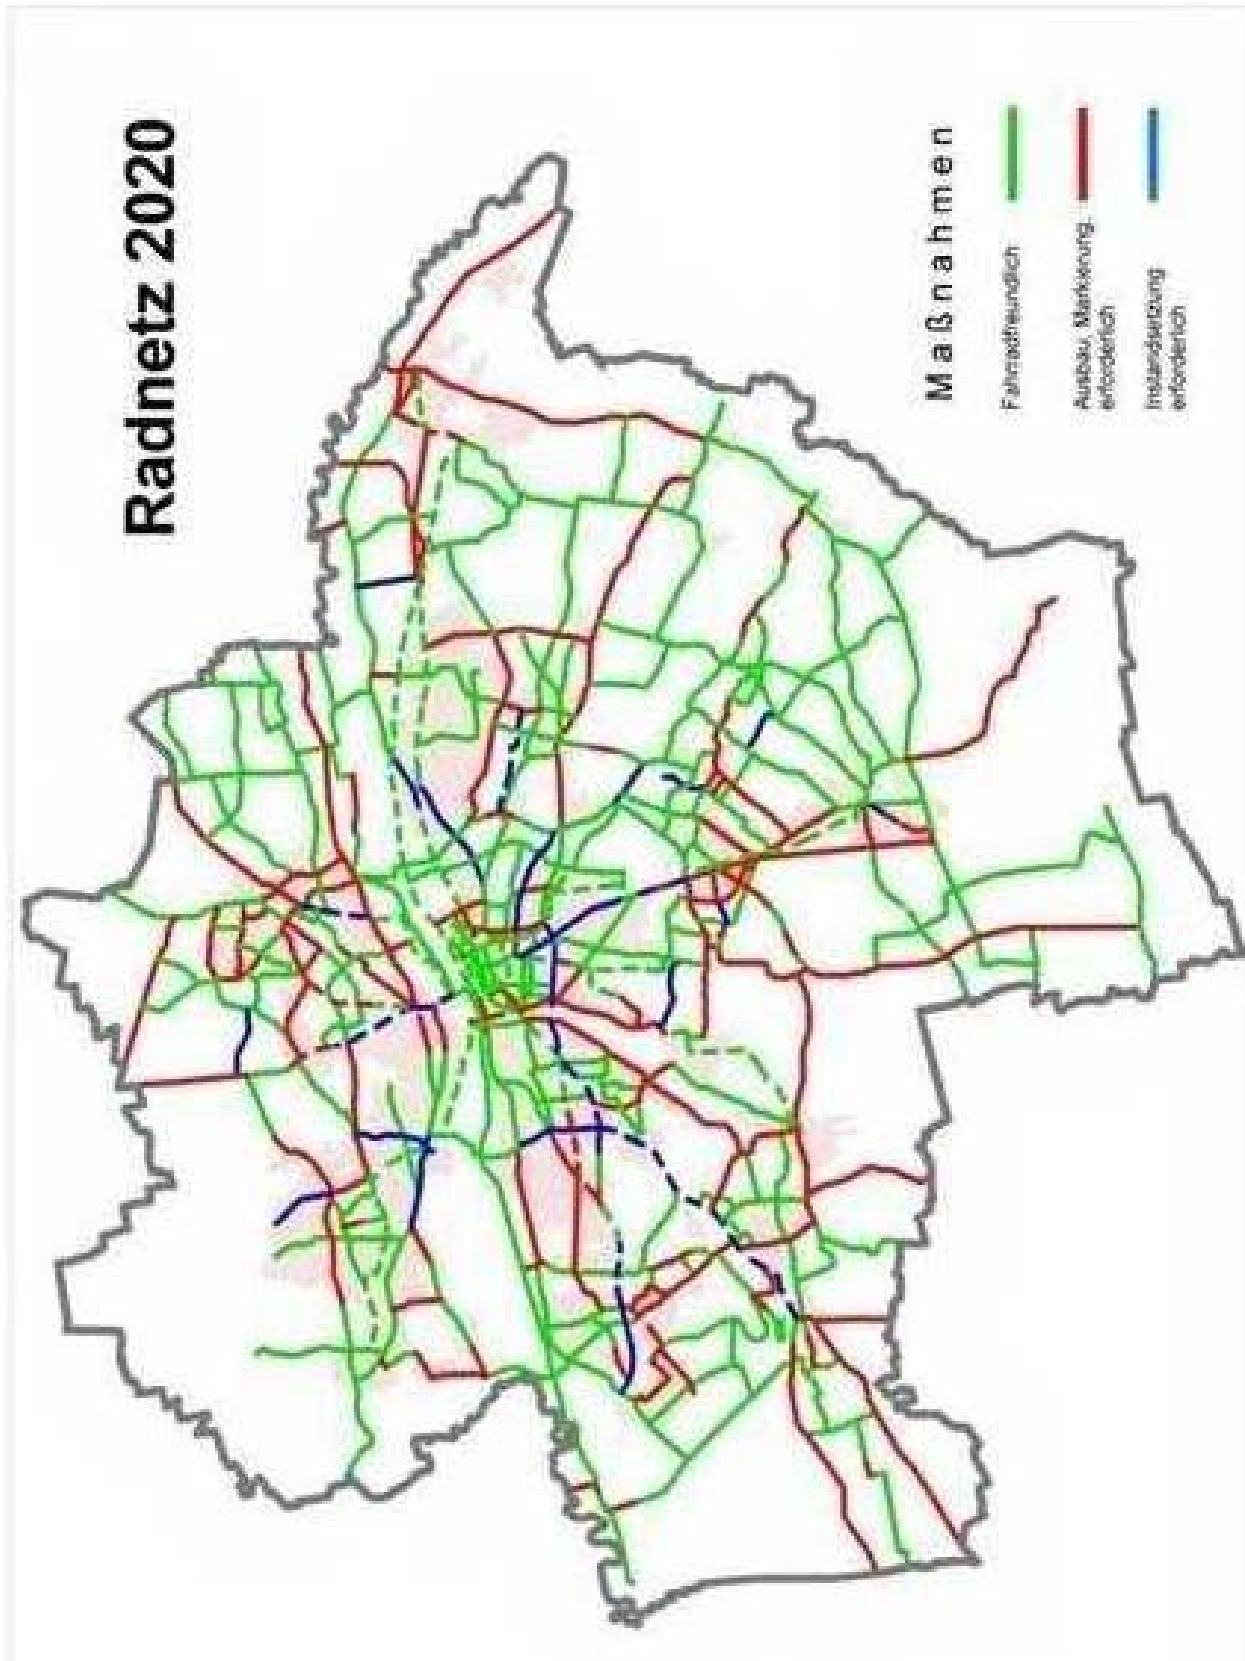 Radnetz 2020
Maßnahmen
Fahrradfreundlich
Ausbau, Markierung,
erforderlich
Instandsetzung
erforderlich